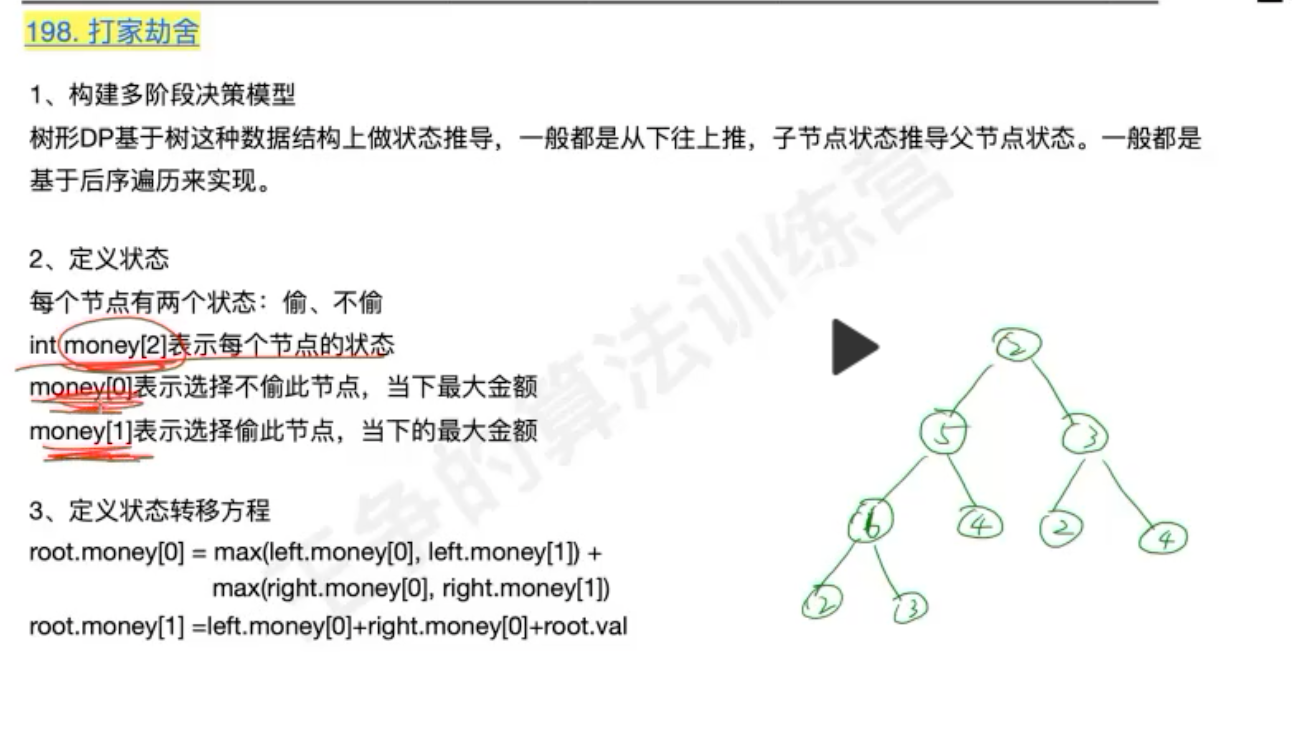 198. 打家劫舍
1、构建多阶段决策模型
树形DP基于树这种数据结构上做状态推导，一般都是从下往上推，子节点状态推导父节点状态。一般都是
基于后序遍历来实现。
2、定义状态
每个节点有两个状态：偷、不偷
int money[2]表示每个节点的状态
money[0]表示选择不偷此节点，当下最大金额
money[1]表示选择偷此节点，当下的最大金额
3、定义状态转移方程
root.money[0] = max(left.money[0], left.money[1]) +
max(right.money[0], right.money[1])
root.money[1] =left.money[0]+right.money[0]+root.val
2
5 3
6 4 2 4
2 3
的算法训练营